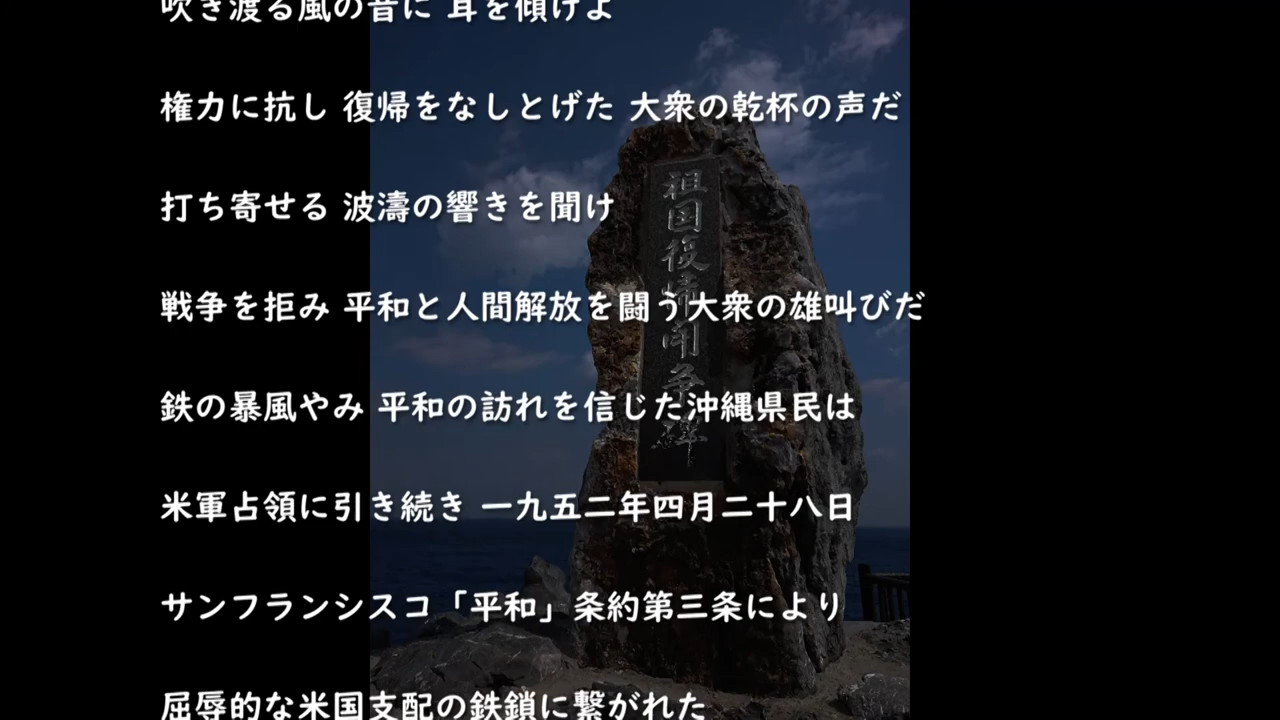 吹き渡る風の音に 耳を傾けよ
権力に抗し 復帰をなしとげた 大衆の乾杯の声だ
打ち寄せる 波濤の響きを聞け
戦争を拒み 平和と人間解放を闘う大衆の雄叫びだ
鉄の暴風やみ 平和の訪れを信じた沖縄県民は
米軍占領に引き続き 一九五二年四月二十八日
サンフランシスコ「平和」条約第三条により
屈辱的な米国支配の鉄鎖に繋がれた
祖国復帰闘争碑